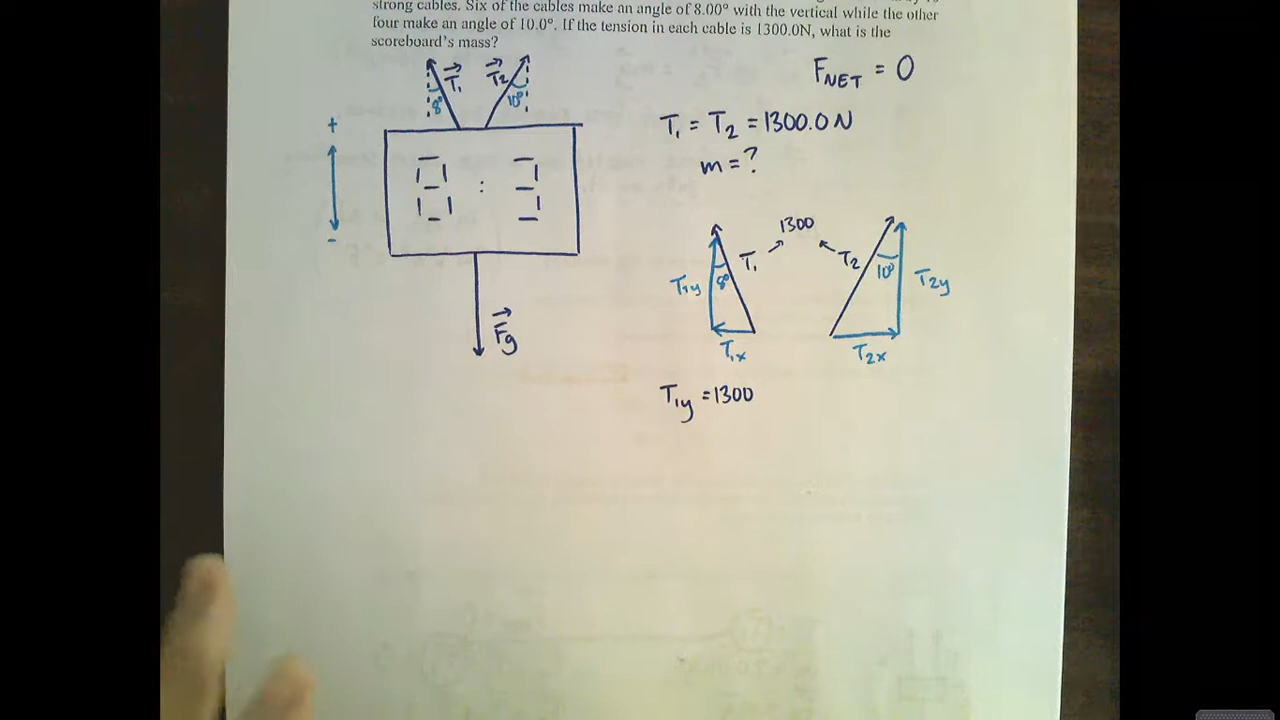 strong cables. Six of the cables make an angle of 8.00° with the vertical while the other
four make an angle of 10.0°. If the tension in each cable is 1300.0N, what is the
scoreboard's mass?
F_NET = 0
T₁ T₂
8° 10°
T₁ = T₂ = 1300.0 N
+
m = ?
8 : 3
-
1300
T₁ T₂
T₁y 8° 10° T₂y
Fg
T₁x T₂x
T₁y = 1300